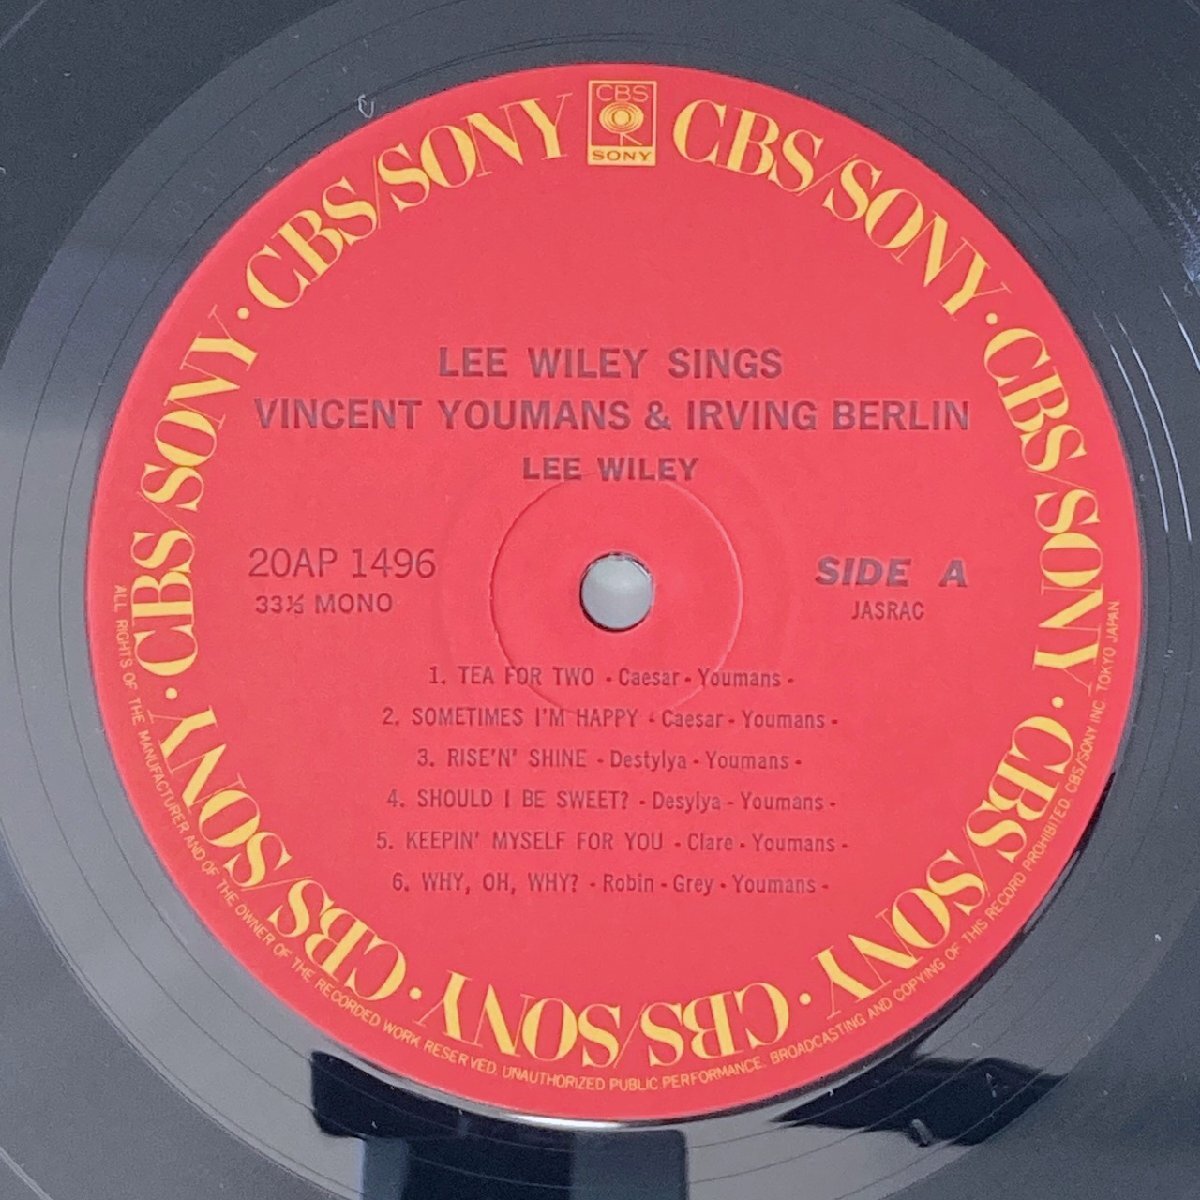 CBS
SONY
CBS/SONY · CBS/SONY · CBS/SONY · CBS/SONY · CBS/SONY · CBS/SONY · CBS/SONY · CBS/SONY
LEE WILEY SINGS
VINCENT YOUMANS & IRVING BERLIN
LEE WILEY
20AP 1496
33⅓ MONO
SIDE A
JASRAC
1. TEA FOR TWO - Caesar - Youmans -
2. SOMETIMES I'M HAPPY - Caesar - Youmans -
3. RISE'N' SHINE - Destylya - Youmans -
4. SHOULD I BE SWEET? - Desylya - Youmans -
5. KEEPIN' MYSELF FOR YOU - Clare - Youmans -
6. WHY, OH, WHY? - Robin - Grey - Youmans -
ALL RIGHTS OF THE MANUFACTURER AND OF THE OWNER OF THE RECORDED WORK RESERVED. UNAUTHORIZED PUBLIC PERFORMANCE. BROADCASTING AND COPYING OF THIS RECORD PROHIBITED CBS/SONY INC. TOKYO JAPAN